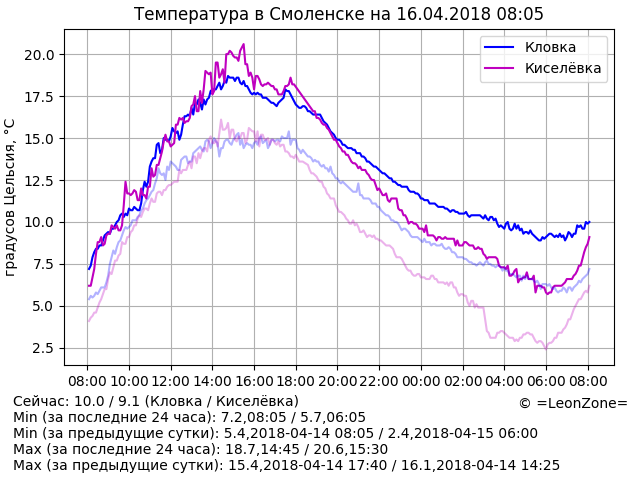 Температура в Смоленске на 16.04.2018 08:05
Кловка
Киселёвка
градусов Цельсия, °C
20.0
17.5
15.0
12.5
10.0
7.5
5.0
2.5
08:00 10:00 12:00 14:00 16:00 18:00 20:00 22:00 00:00 02:00 04:00 06:00 08:00
Сейчас: 10.0 / 9.1 (Кловка / Киселёвка)
© =LeonZone=
Min (за последние 24 часа): 7.2,08:05 / 5.7,06:05
Min (за предыдущие сутки): 5.4,2018-04-14 08:05 / 2.4,2018-04-15 06:00
Max (за последние 24 часа): 18.7,14:45 / 20.6,15:30
Max (за предыдущие сутки): 15.4,2018-04-14 17:40 / 16.1,2018-04-14 14:25